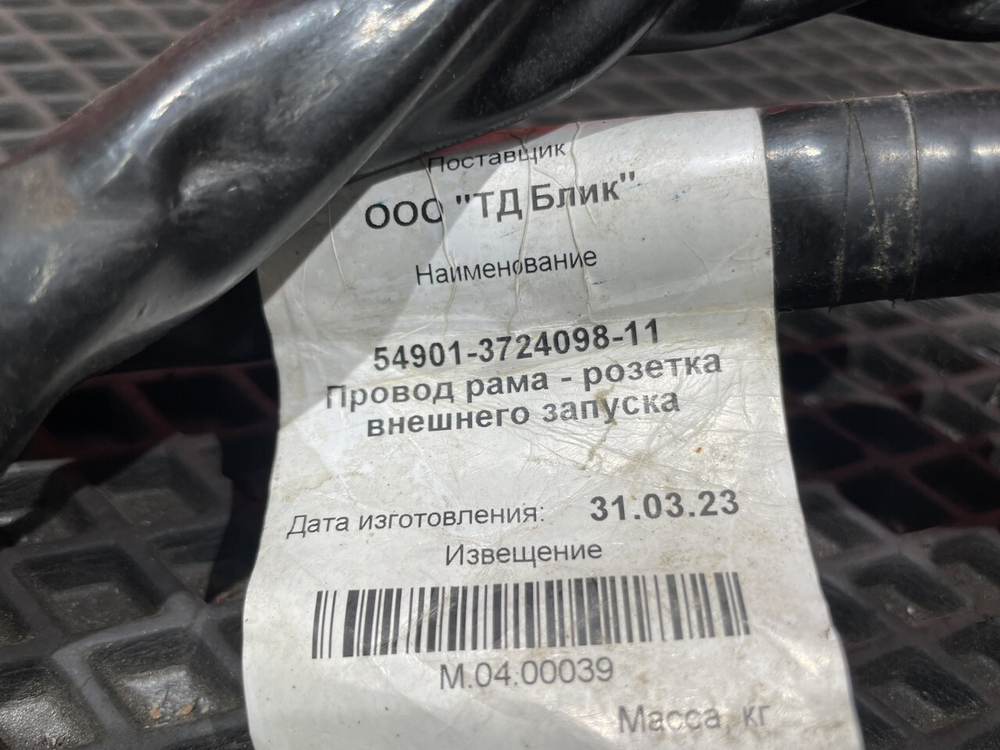 Поставщик
ООО "ТД Блик"
Наименование
54901-3724098-11
Провод рама - розетка
внешнего запуска
Дата изготовления: 31.03.23
Извещение
М.04.00039
Масса, кг